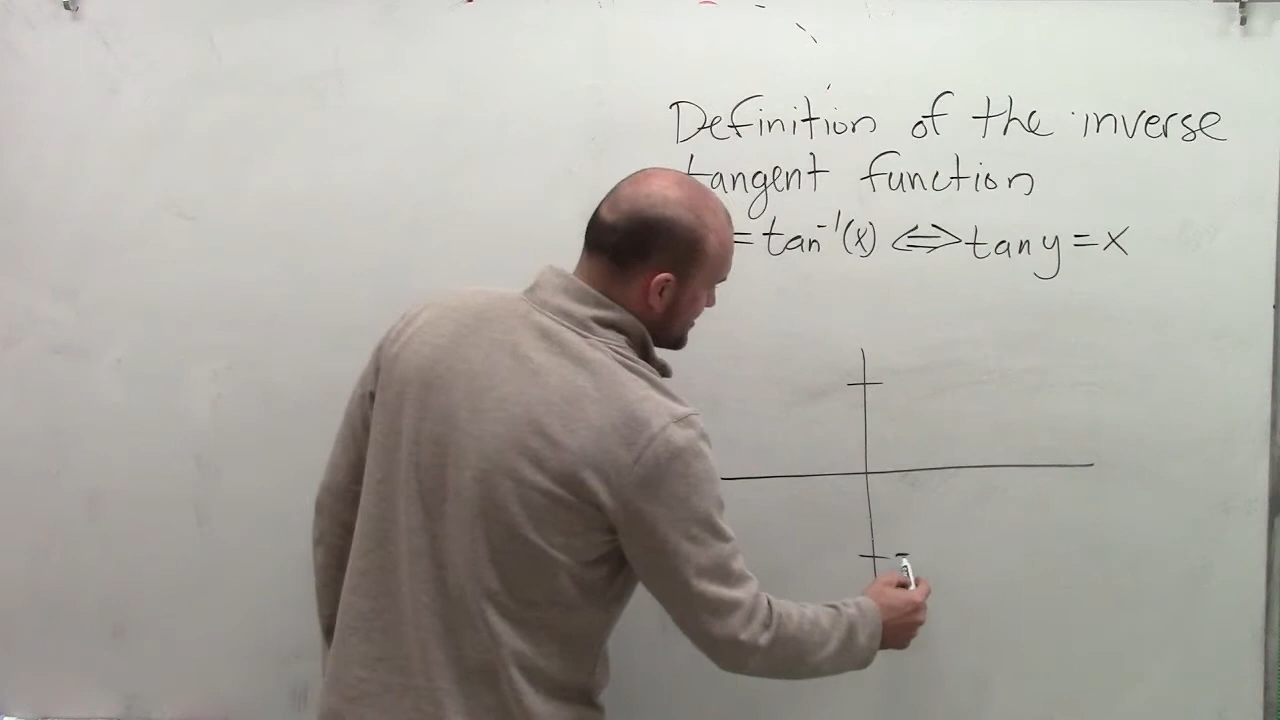 Definition of the inverse
tangent function
= tan⁻¹(x) ⇔ tan y = x